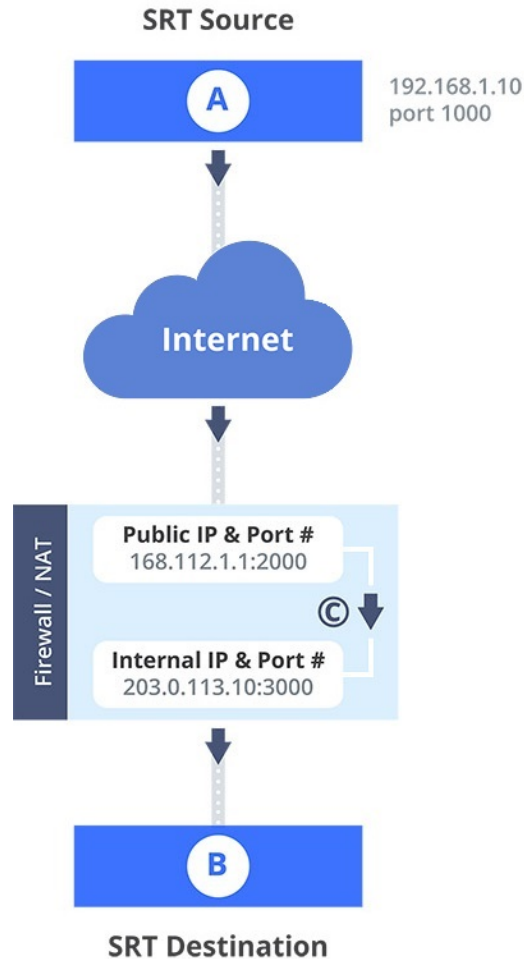 SRT Source
A
192.168.1.10
port 1000
Internet
Firewall / NAT
Public IP & Port #
168.112.1.1:2000
©
Internal IP & Port #
203.0.113.10:3000
B
SRT Destination